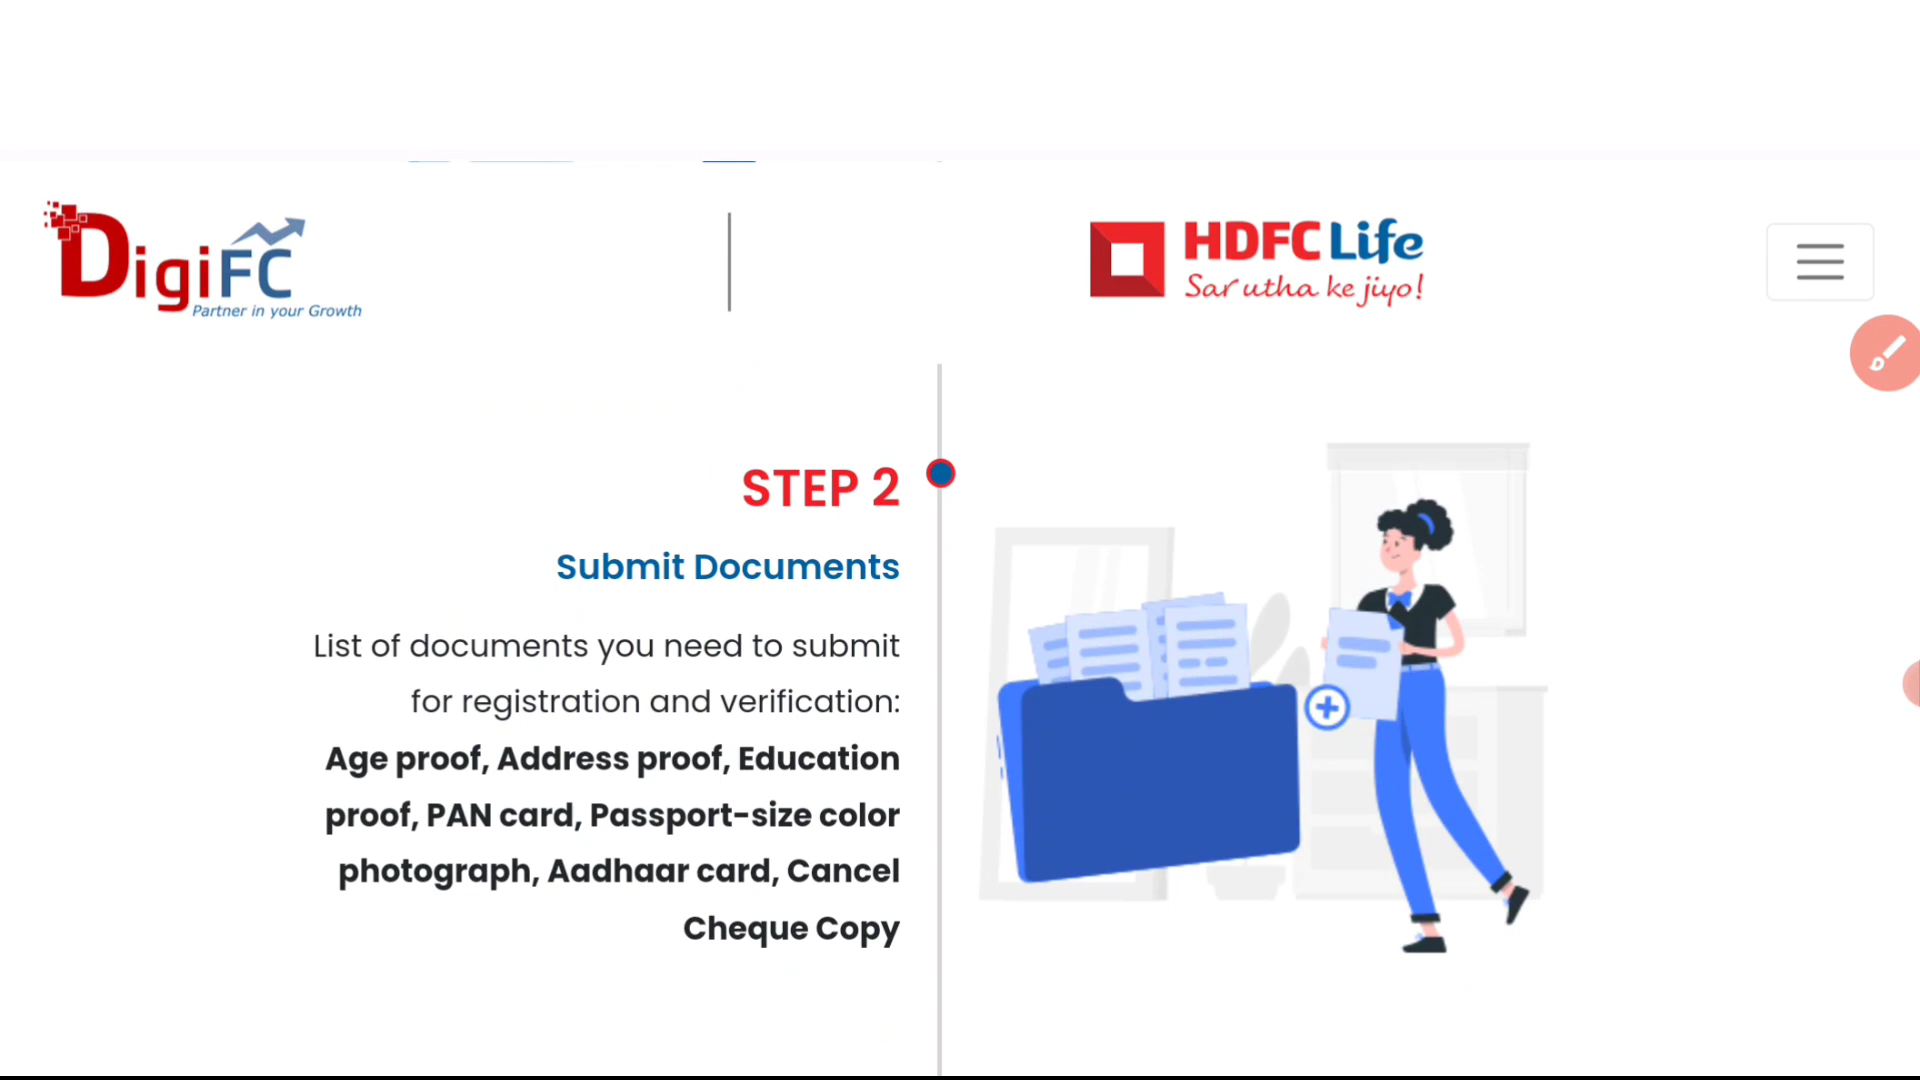 DigiFC
Partner in your Growth
HDFC Life
Sar utha ke jiyo!
STEP 2
Submit Documents
List of documents you need to submit
for registration and verification:
Age proof, Address proof, Education
proof, PAN card, Passport-size color
photograph, Aadhaar card, Cancel
Cheque Copy